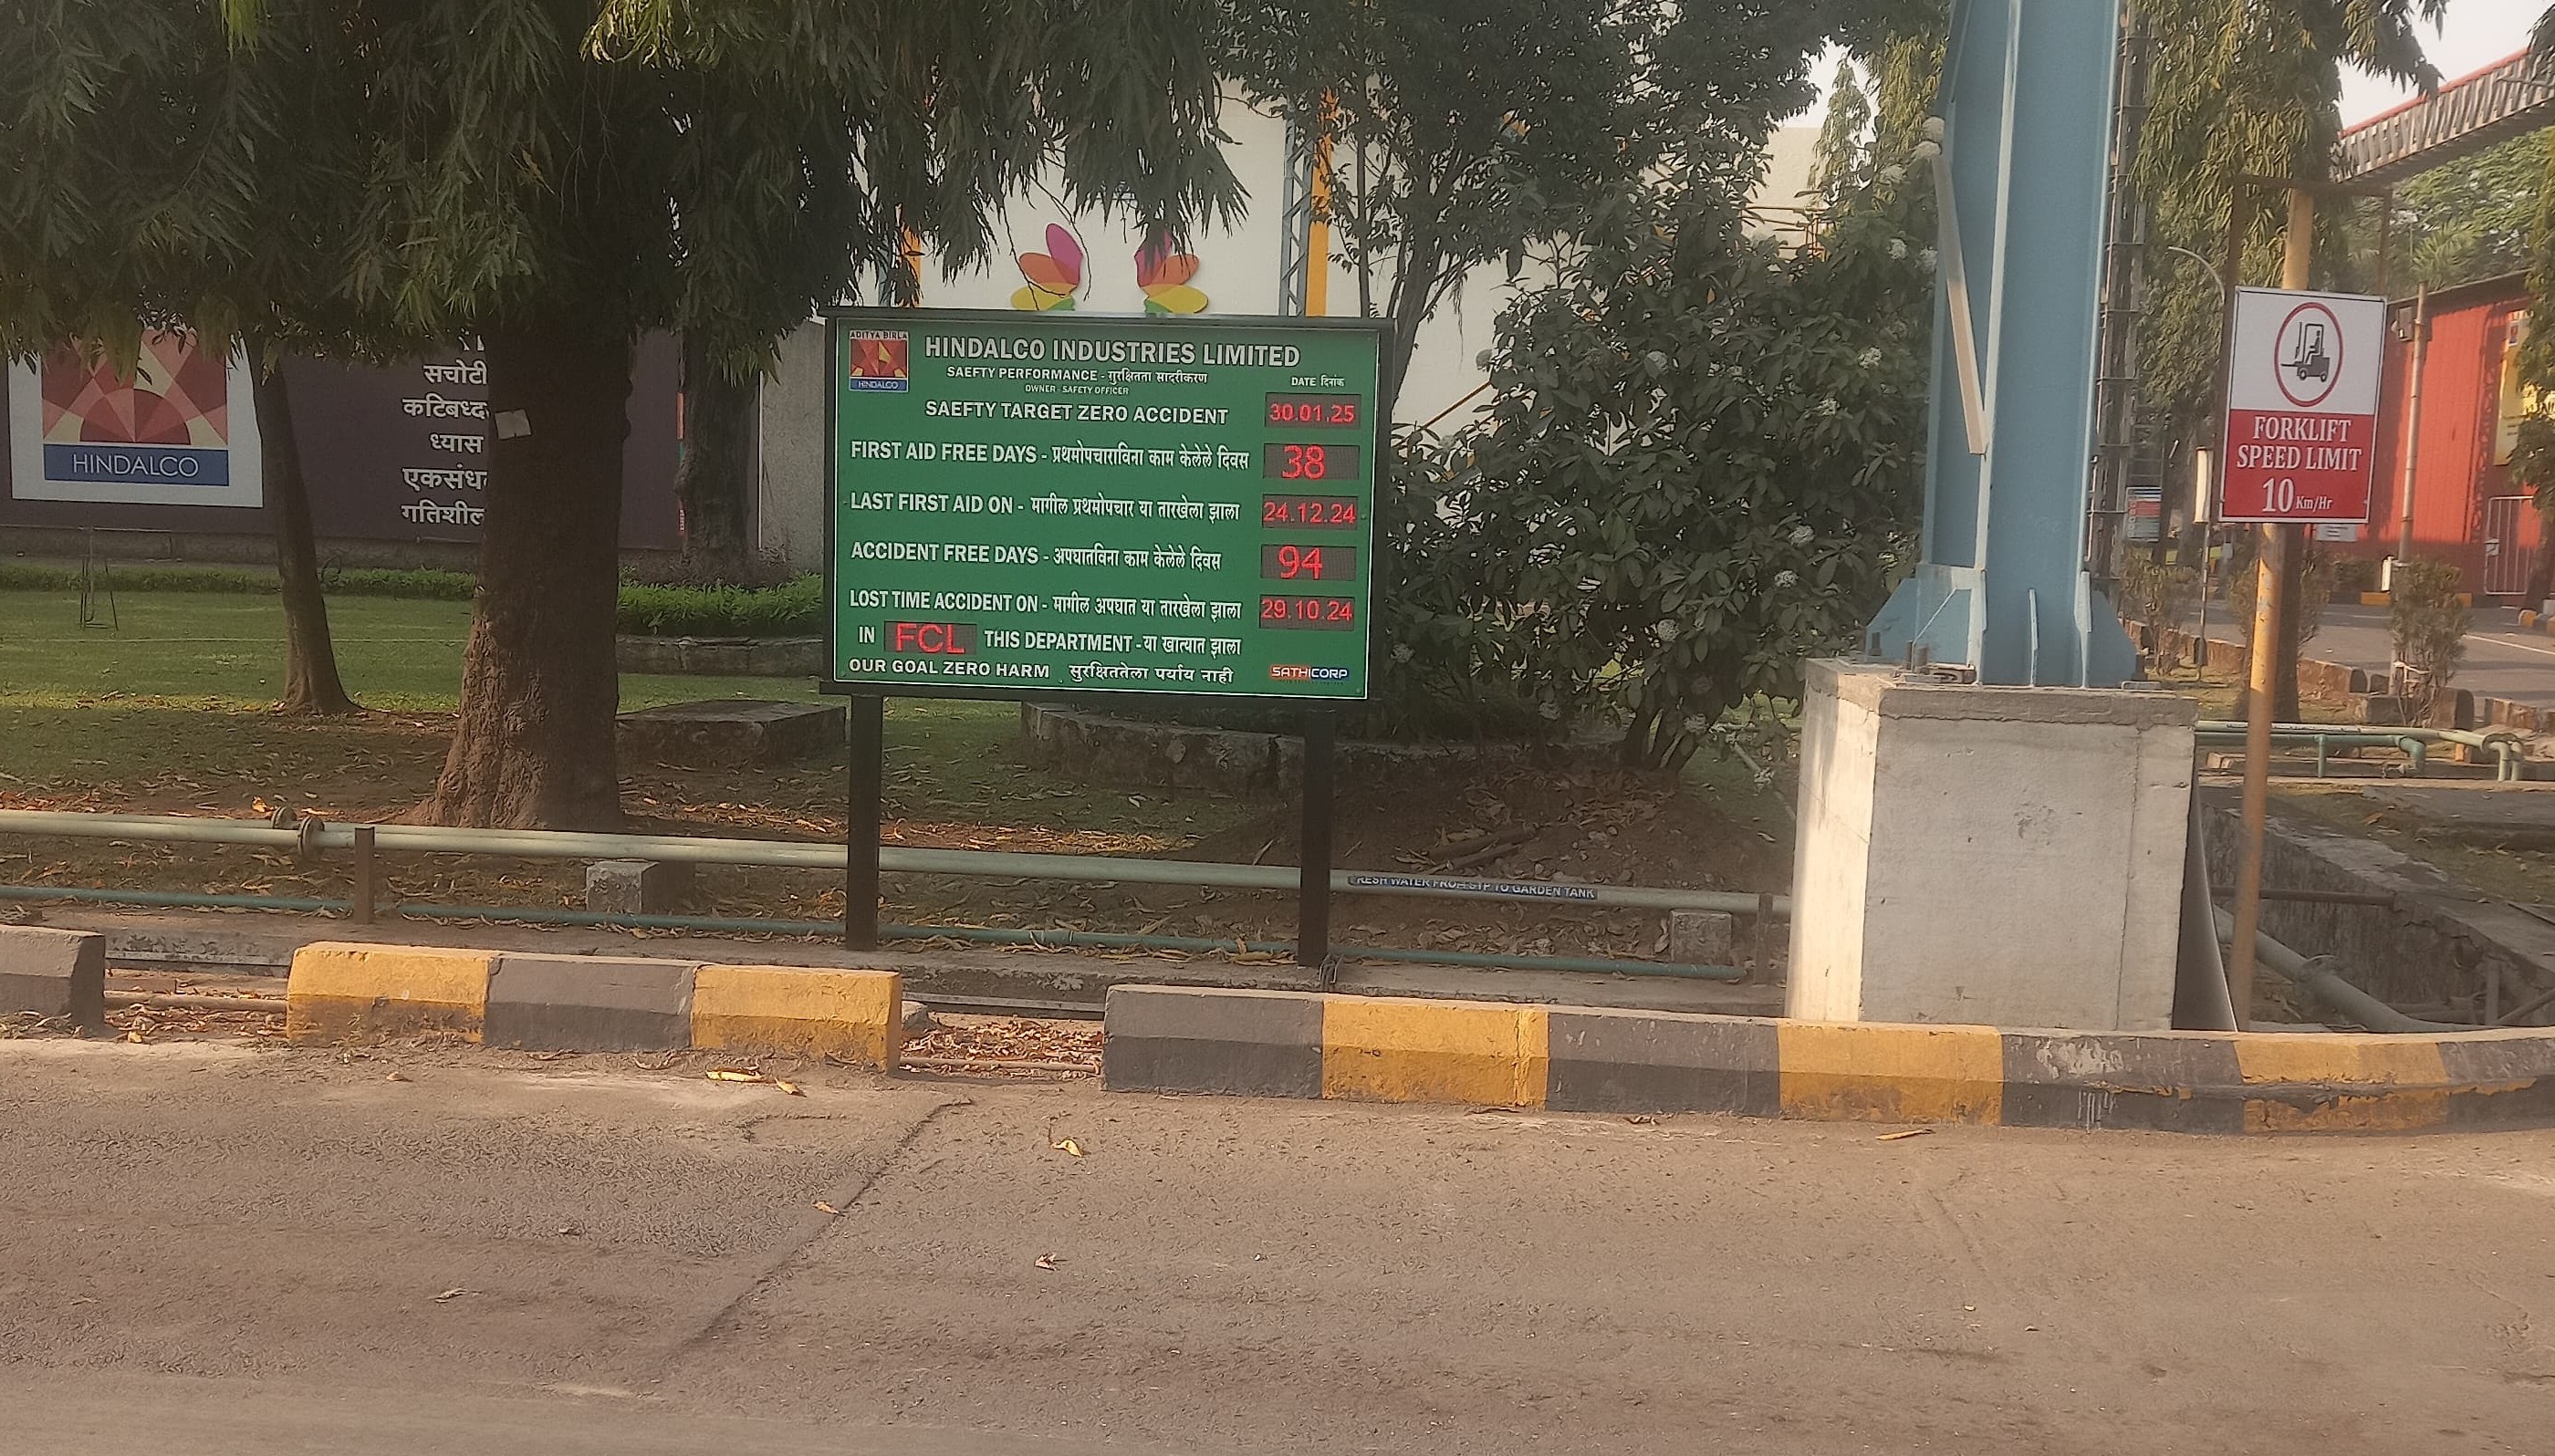 सचोटी
ध्यास
HINDALCO
ADITYA BIRLA
HINDALCO
HINDALCO INDUSTRIES LIMITED
SAEFTY PERFORMANCE - सुरक्षितता सादरीकरण
OWNER - SAFETY OFFICER
DATE दिनांक
SAEFTY TARGET ZERO ACCIDENT 30.01.25
FIRST AID FREE DAYS - प्रथमोपचाराविना काम केलेले दिवस 38
LAST FIRST AID ON - मागील प्रथमोपचार या तारखेला झाला 24.12.24
ACCIDENT FREE DAYS - अपघातविना काम केलेले दिवस 94
LOST TIME ACCIDENT ON - मागील अपघात या तारखेला झाला 29.10.24
IN FCL THIS DEPARTMENT - या खात्यात झाला
OUR GOAL ZERO HARM सुरक्षिततेला पर्याय नाही SATHICORP
FORKLIFT
SPEED LIMIT
10 Km/Hr
RESH WATER FROM STP TO GARDEN TANK